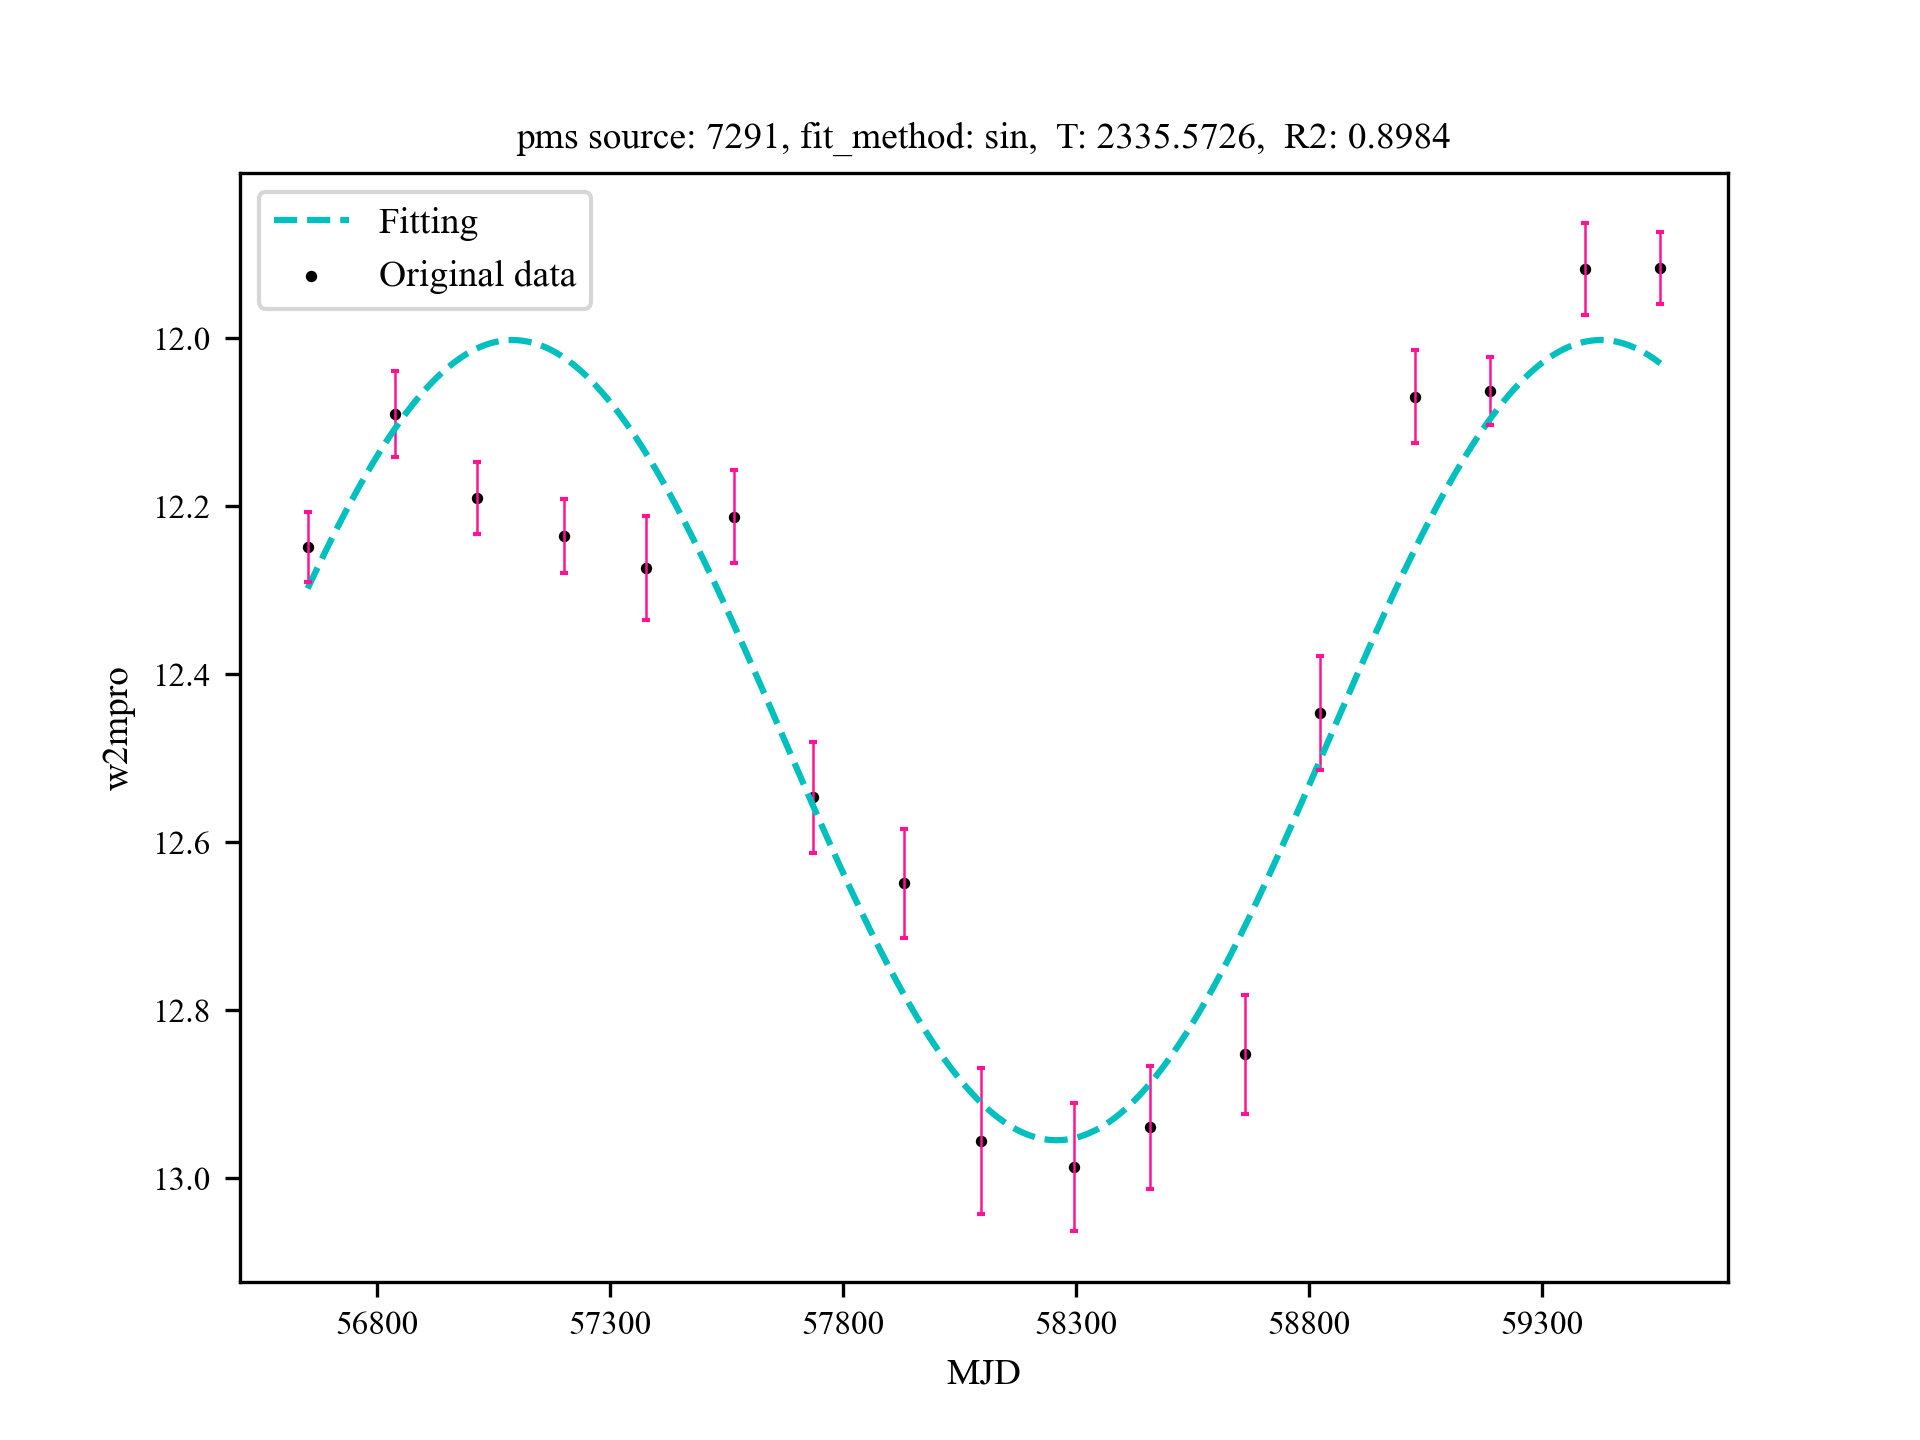 pms source: 7291, fit_method: sin,  T: 2335.5726,  R2: 0.8984
Fitting
Original data
12.0
12.2
12.4
12.6
12.8
13.0
w2mpro
56800
57300
57800
58300
58800
59300
MJD